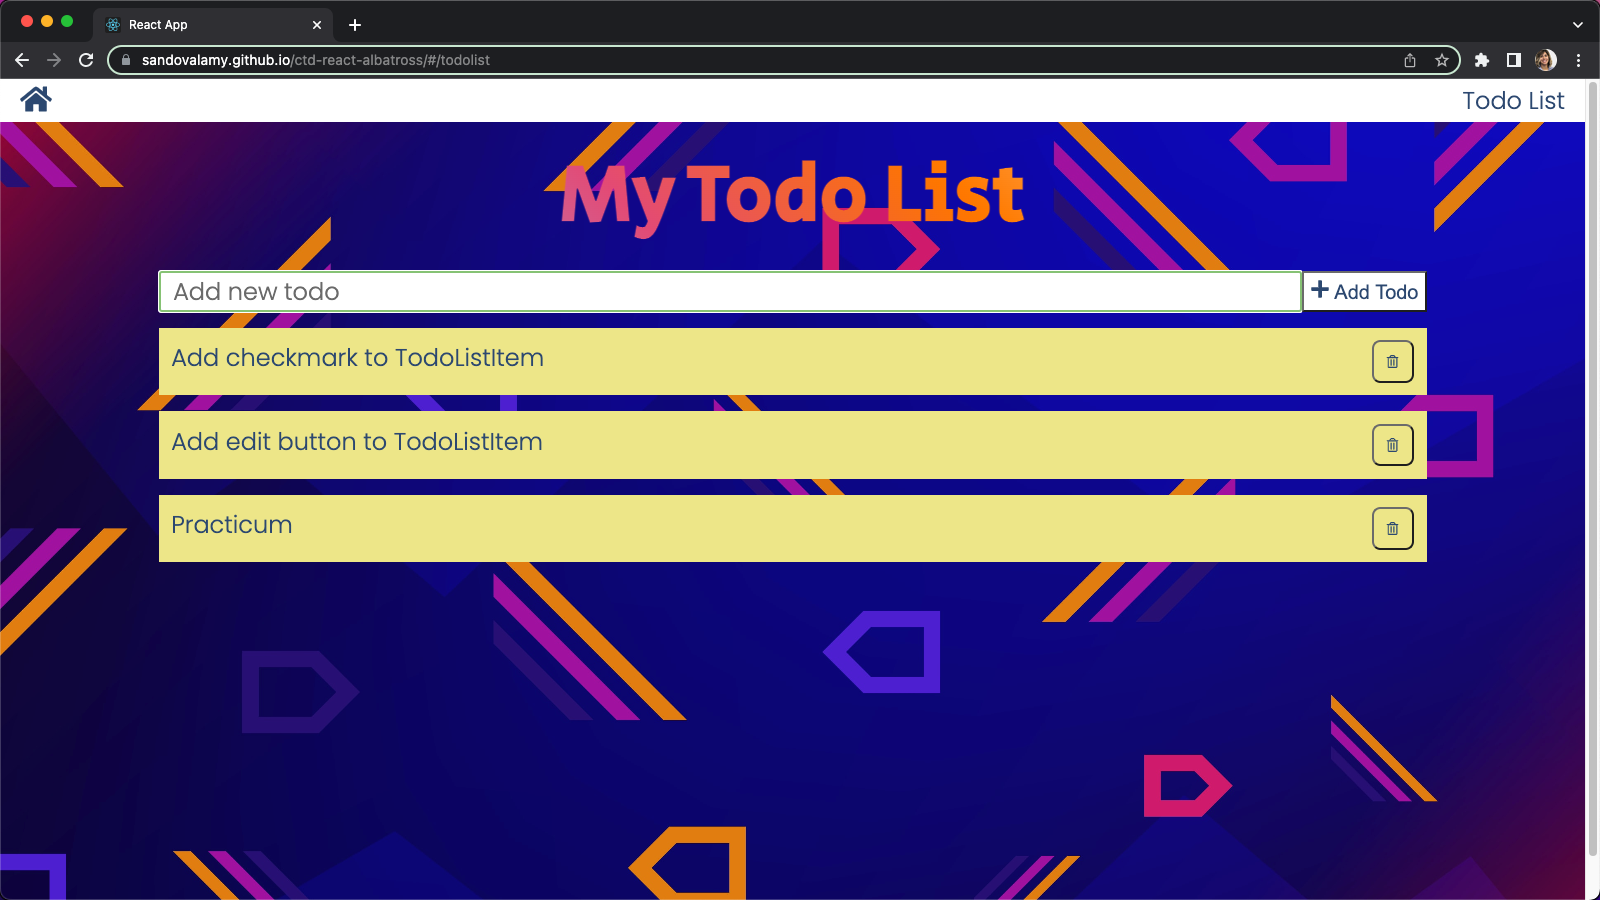 React App
sandovalamy.github.io/ctd-react-albatross/#/todolist
Todo List
My Todo List
Add new todo
Add Todo
Add checkmark to TodoListItem
Add edit button to TodoListItem
Practicum